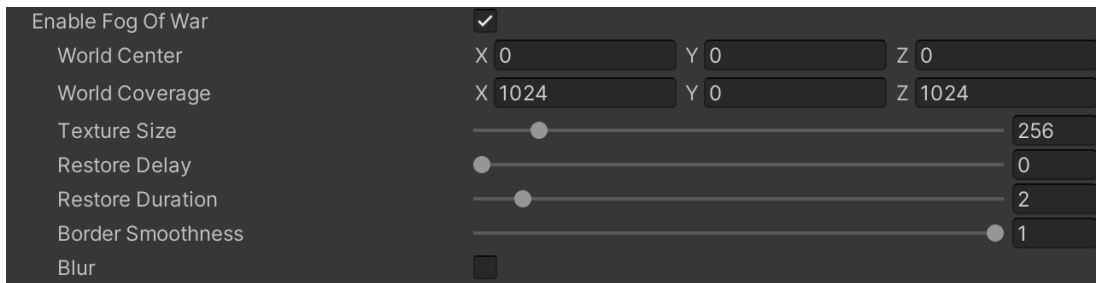 Enable Fog Of War
World Center X 0 Y 0 Z 0
World Coverage X 1024 Y 0 Z 1024
Texture Size 256
Restore Delay 0
Restore Duration 2
Border Smoothness 1
Blur